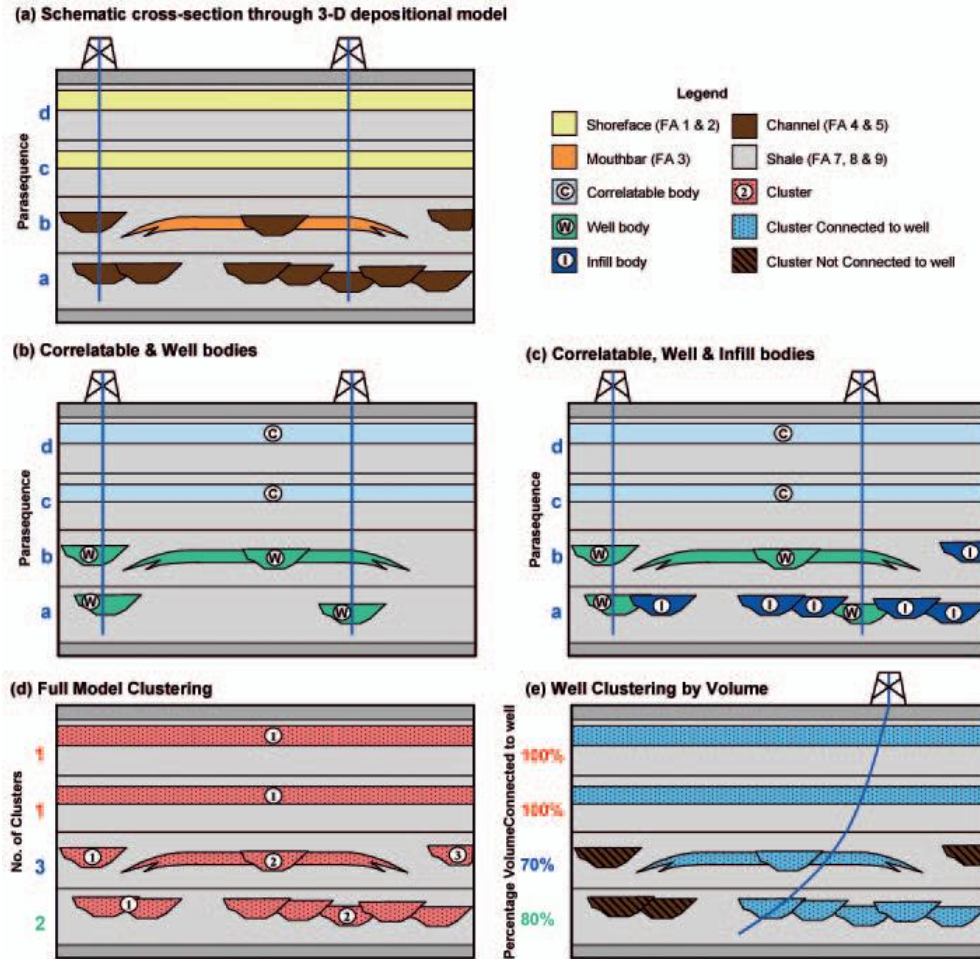 (a) Schematic cross-section through 3-D depositional model
Parasequence
d
c
b
a
Legend
Shoreface (FA 1 & 2)
Channel (FA 4 & 5)
Mouthbar (FA 3)
Shale (FA 7, 8 & 9)
C Correlatable body
2 Cluster
W Well body
Cluster Connected to well
I Infill body
Cluster Not Connected to well
(b) Correlatable & Well bodies
Parasequence
d
C
c
C
b
W
W
a
W
W
(c) Correlatable, Well & Infill bodies
Parasequence
d
C
c
C
b
W
W
I
a
W
I
I
I
W
I
I
(d) Full Model Clustering
No. of Clusters
1
1
1
1
3
1
2
3
2
1
2
(e) Well Clustering by Volume
Percentage VolumeConnected to well
100%
100%
70%
80%